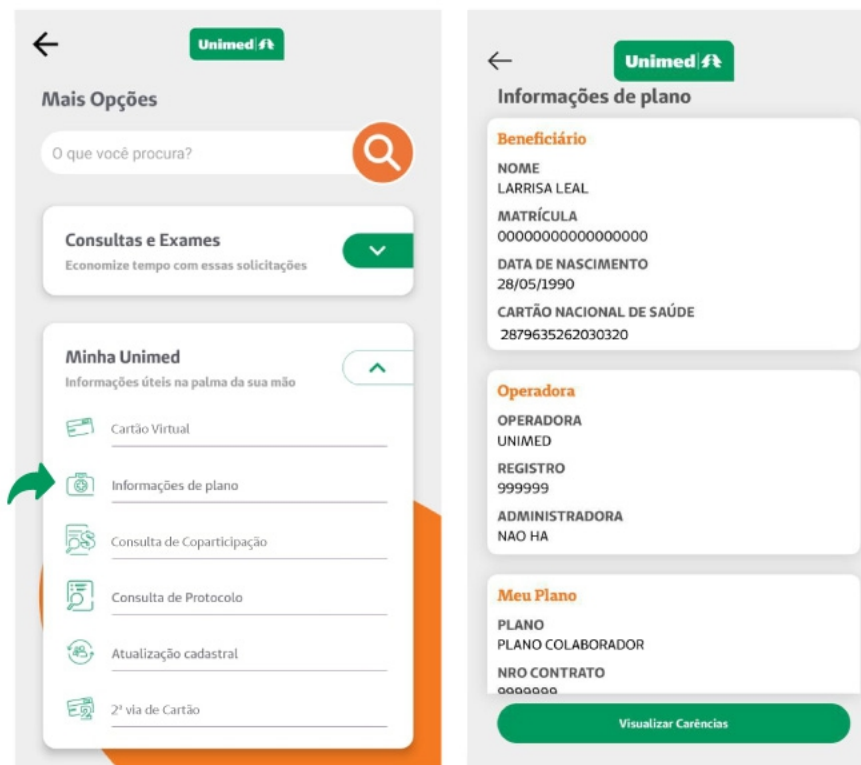 Unimed
Mais Opções
O que você procura?
Consultas e Exames
Economize tempo com essas solicitações
Minha Unimed
Informações úteis na palma da sua mão
Cartão Virtual
Informações de plano
Consulta de Coparticipação
Consulta de Protocolo
Atualização cadastral
2ª via de Cartão
Unimed
Informações de plano
Beneficiário
NOME
LARRISA LEAL
MATRÍCULA
00000000000000000
DATA DE NASCIMENTO
28/05/1990
CARTÃO NACIONAL DE SAÚDE
2879635262030320
Operadora
OPERADORA
UNIMED
REGISTRO
999999
ADMINISTRADORA
NAO HA
Meu Plano
PLANO
PLANO COLABORADOR
NRO CONTRATO
9999999
Visualizar Carências